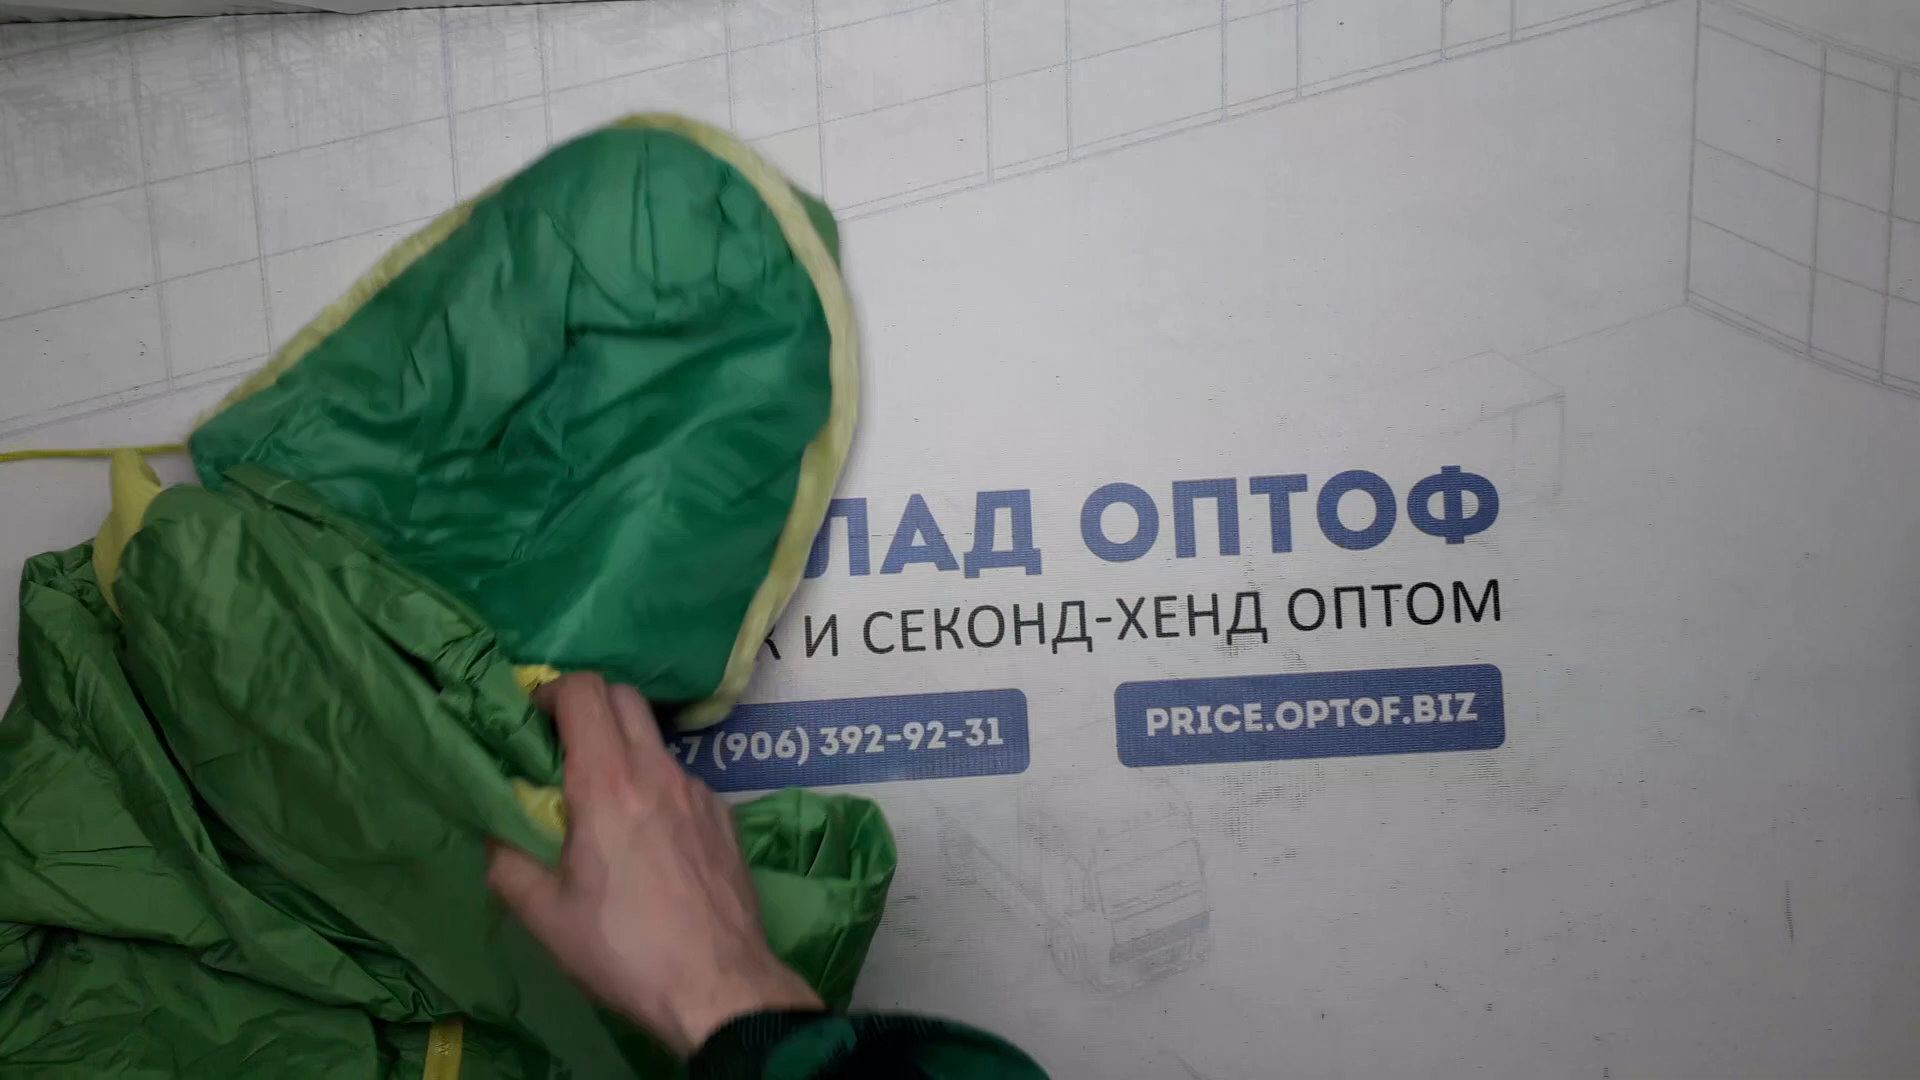 ЛАД ОПТОФ
К И СЕКОНД-ХЕНД ОПТОМ
+7 (906) 392-92-31
PRICE.OPTOF.BIZ